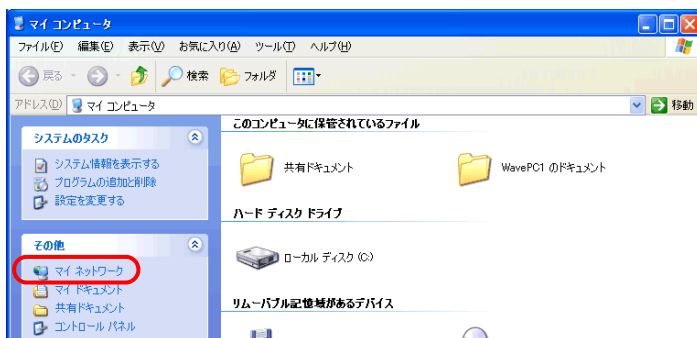 マイ コンピュータ
ファイル(F) 編集(E) 表示(V) お気に入り(A) ツール(T) ヘルプ(H)
戻る 検索 フォルダ
アドレス(D) マイ コンピュータ 移動
システムのタスク
システム情報を表示する
プログラムの追加と削除
設定を変更する
その他
マイ ネットワーク
マイ ドキュメント
共有ドキュメント
コントロール パネル
このコンピュータに保管されているファイル
共有ドキュメント WavePC1 のドキュメント
ハード ディスク ドライブ
ローカル ディスク (C:)
リムーバブル記憶域があるデバイス